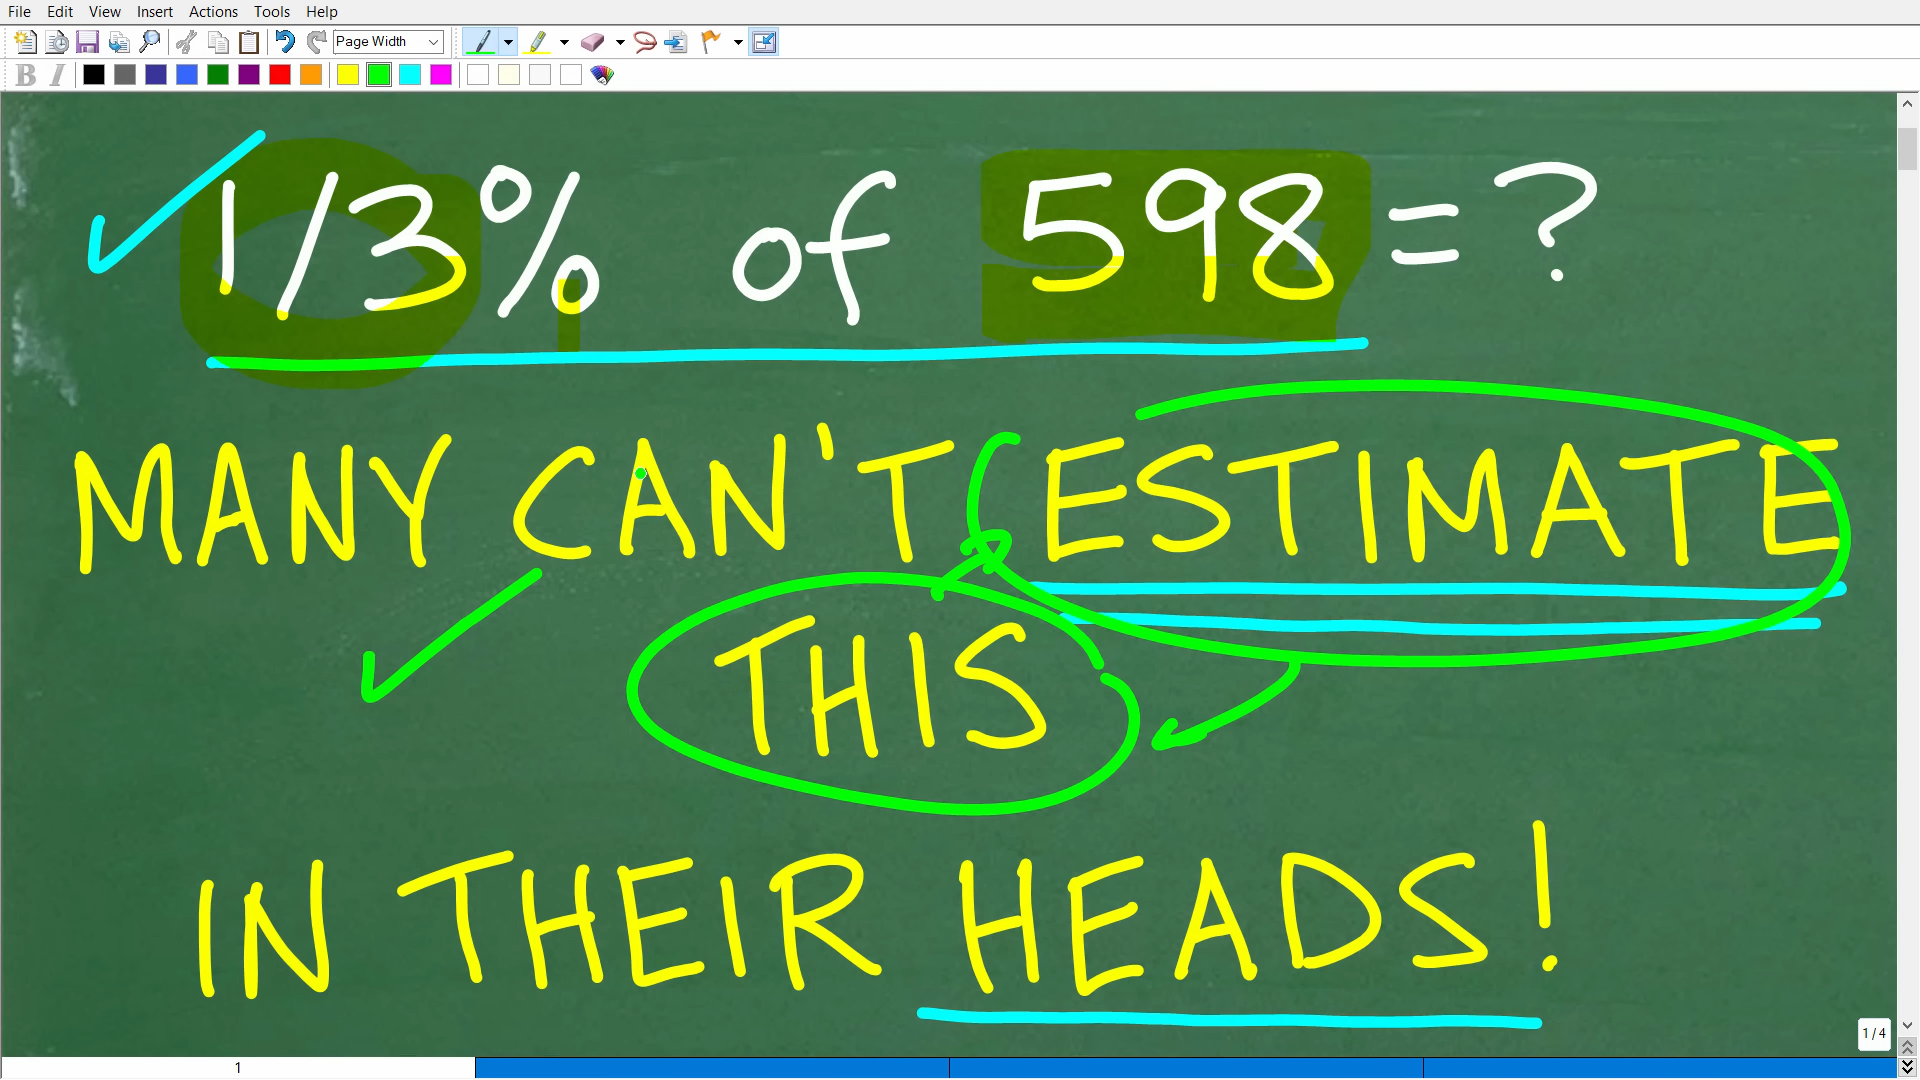 File Edit View Insert Actions Tools Help
Page Width
B I
1/3% of 598 = ?
MANY CAN'T ESTIMATE
THIS
IN THEIR HEADS!
1 / 4
1